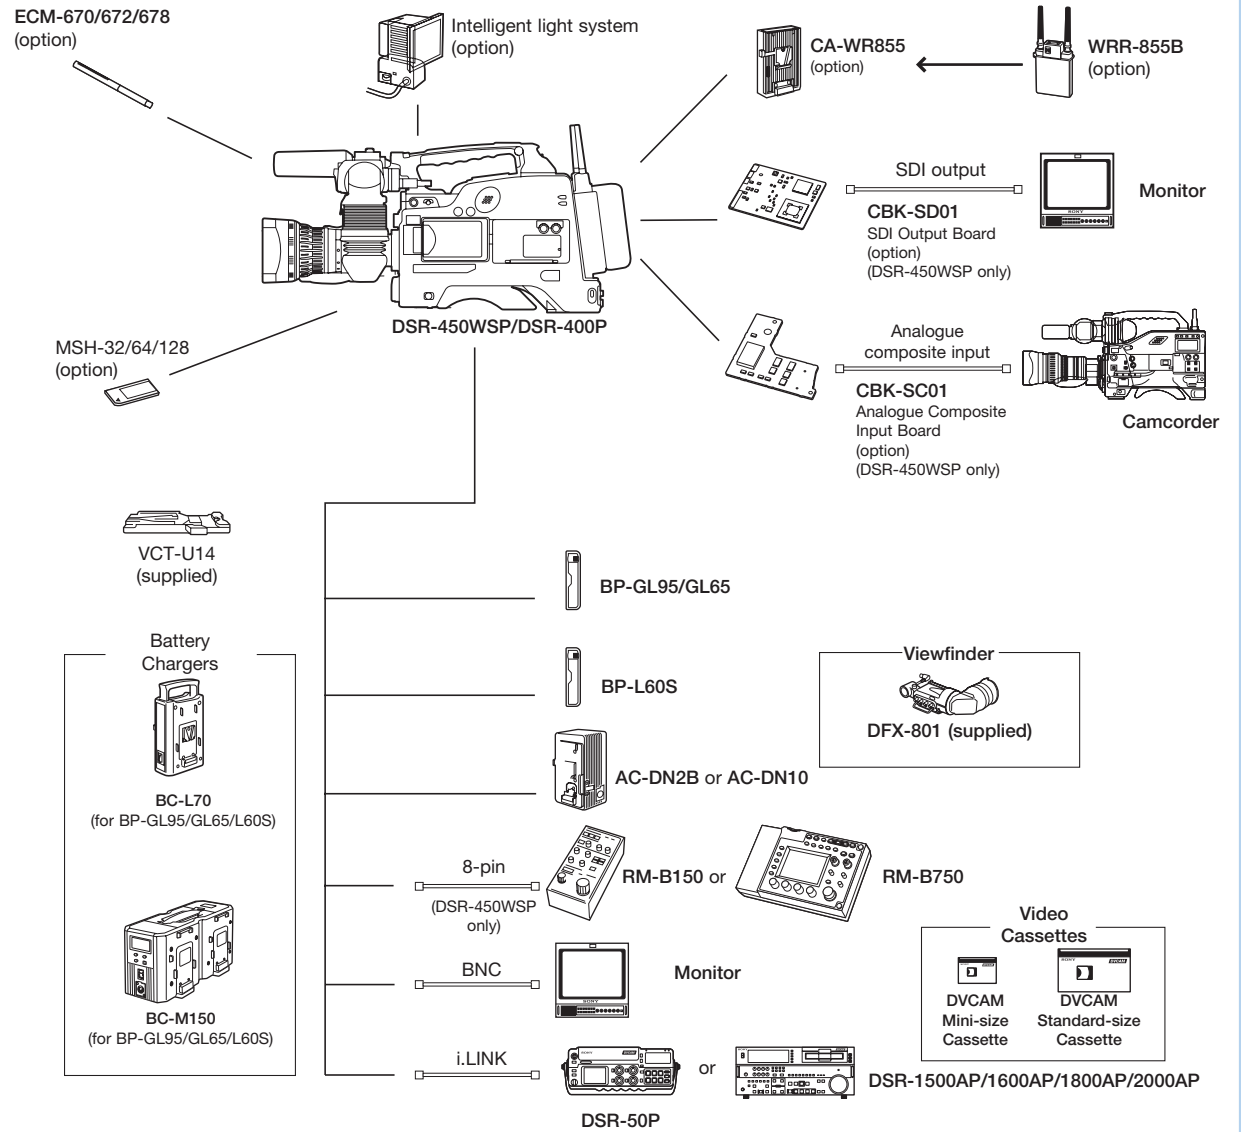 ECM-670/672/678
(option)
Intelligent light system
(option)
CA-WR855
(option)
WRR-855B
(option)
SDI output
CBK-SD01
SDI Output Board
(option)
(DSR-450WSP only)
SONY
Monitor
DSR-450WSP/DSR-400P
MSH-32/64/128
(option)
Analogue
composite input
CBK-SC01
Analogue Composite
Input Board
(option)
(DSR-450WSP only)
Camcorder
VCT-U14
(supplied)
BP-GL95/GL65
Battery
Chargers
BC-L70
(for BP-GL95/GL65/L60S)
BC-M150
(for BP-GL95/GL65/L60S)
BP-L60S
Viewfinder
DFX-801 (supplied)
AC-DN2B or AC-DN10
8-pin
(DSR-450WSP
only)
RM-B150 or
RM-B750
BNC
SONY
Monitor
Video
Cassettes
SONY
DVCAM
DVCAM
Mini-size
Cassette
DVCAM
Standard-size
Cassette
i.LINK
SONY
DSR-50P
or
DSR-1500AP/1600AP/1800AP/2000AP